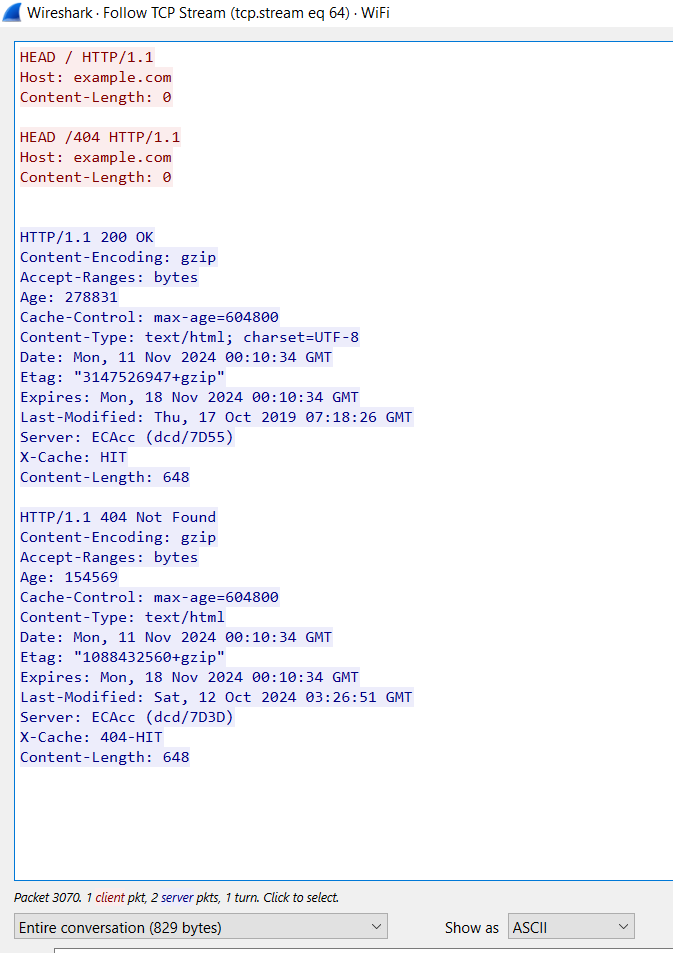 Wireshark · Follow TCP Stream (tcp.stream eq 64) · WiFi
HEAD / HTTP/1.1
Host: example.com
Content-Length: 0
HEAD /404 HTTP/1.1
Host: example.com
Content-Length: 0
HTTP/1.1 200 OK
Content-Encoding: gzip
Accept-Ranges: bytes
Age: 278831
Cache-Control: max-age=604800
Content-Type: text/html; charset=UTF-8
Date: Mon, 11 Nov 2024 00:10:34 GMT
Etag: "3147526947+gzip"
Expires: Mon, 18 Nov 2024 00:10:34 GMT
Last-Modified: Thu, 17 Oct 2019 07:18:26 GMT
Server: ECAcc (dcd/7D55)
X-Cache: HIT
Content-Length: 648
HTTP/1.1 404 Not Found
Content-Encoding: gzip
Accept-Ranges: bytes
Age: 154569
Cache-Control: max-age=604800
Content-Type: text/html
Date: Mon, 11 Nov 2024 00:10:34 GMT
Etag: "1088432560+gzip"
Expires: Mon, 18 Nov 2024 00:10:34 GMT
Last-Modified: Sat, 12 Oct 2024 03:26:51 GMT
Server: ECAcc (dcd/7D3D)
X-Cache: 404-HIT
Content-Length: 648
Packet 3070. 1 client pkt, 2 server pkts, 1 turn. Click to select.
Entire conversation (829 bytes) Show as ASCII